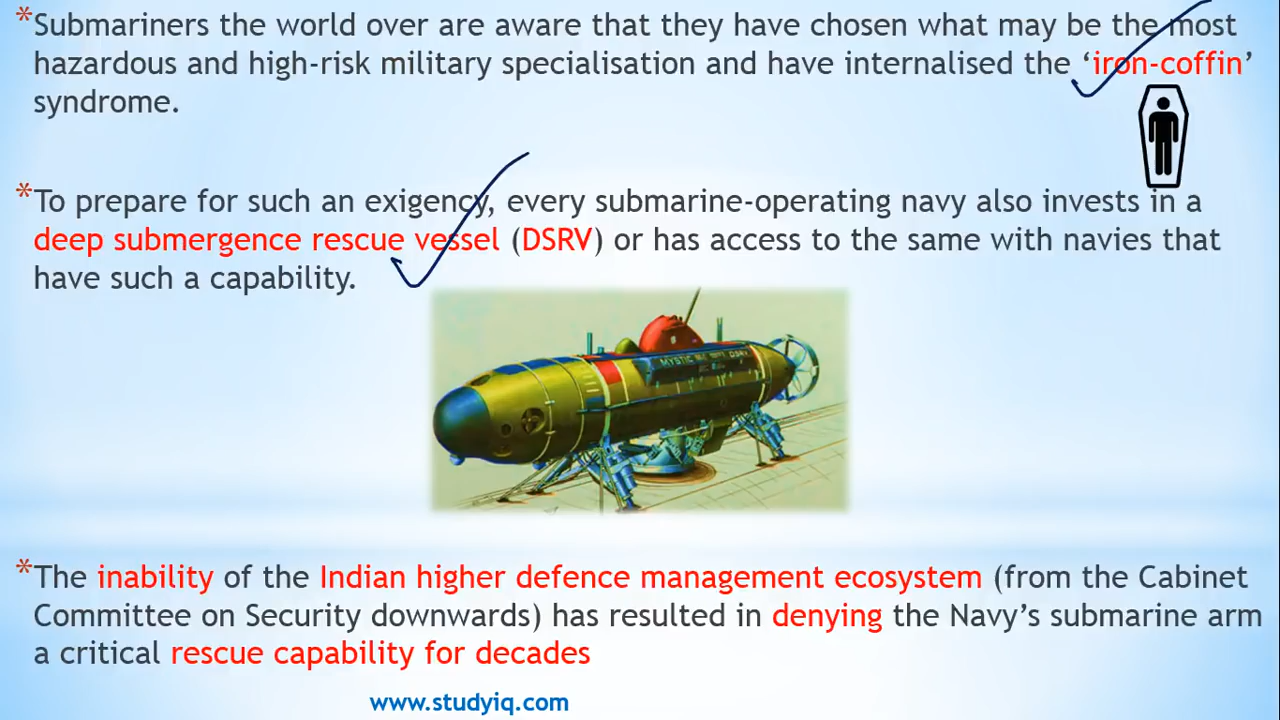 *Submariners the world over are aware that they have chosen what may be the most
hazardous and high-risk military specialisation and have internalised the ‘iron-coffin’
syndrome.
*To prepare for such an exigency, every submarine-operating navy also invests in a
deep submergence rescue vessel (DSRV) or has access to the same with navies that
have such a capability.
MYSTIC DSRV
*The inability of the Indian higher defence management ecosystem (from the Cabinet
Committee on Security downwards) has resulted in denying the Navy’s submarine arm
a critical rescue capability for decades
www.studyiq.com